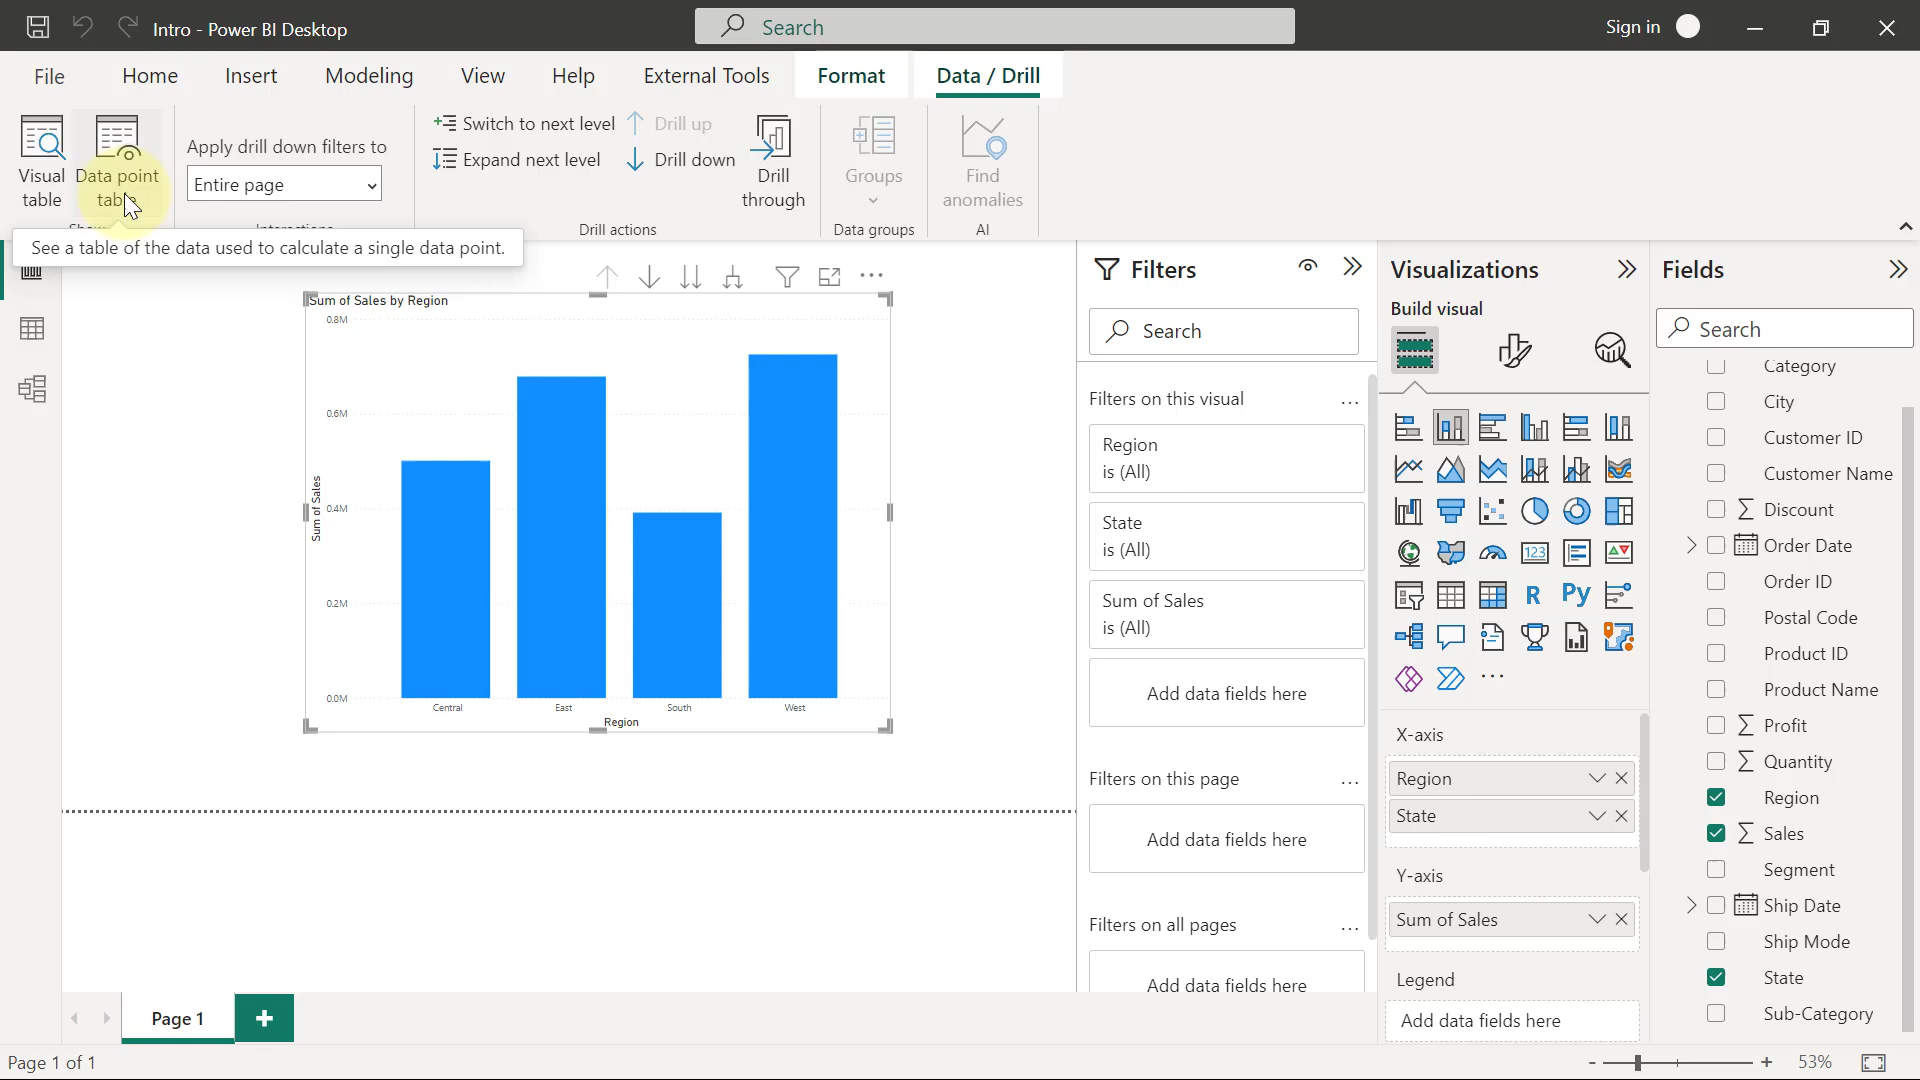 Intro - Power BI Desktop
Search
Sign in
File
Home
Insert
Modeling
View
Help
External Tools
Format
Data / Drill
Visual
table
Data point
table
Apply drill down filters to
Entire page
Switch to next level
Expand next level
Drill up
Drill down
Drill
through
Groups
Find
anomalies
Drill actions
Data groups
AI
See a table of the data used to calculate a single data point.
Sum of Sales by Region
0.8M
0.6M
0.4M
0.2M
0.0M
Sum of Sales
Central
East
South
West
Region
Filters
Search
Filters on this visual
Region
is (All)
State
is (All)
Sum of Sales
is (All)
Add data fields here
Filters on this page
Add data fields here
Filters on all pages
Add data fields here
Visualizations
Build visual
123
R
Py
X-axis
Region
State
Y-axis
Sum of Sales
Legend
Add data fields here
Fields
Search
Category
City
Customer ID
Customer Name
Discount
Order Date
Order ID
Postal Code
Product ID
Product Name
Profit
Quantity
Region
Sales
Segment
Ship Date
Ship Mode
State
Sub-Category
Page 1
Page 1 of 1
53%